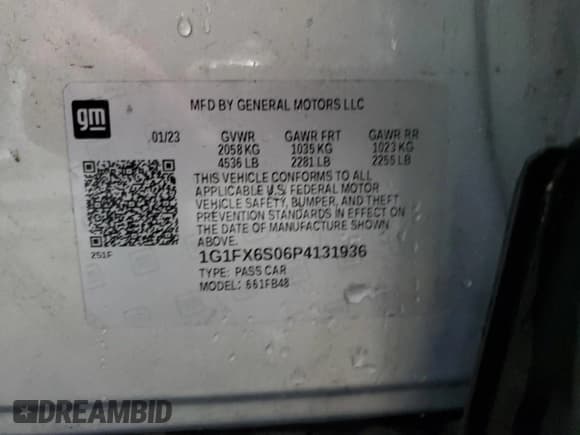 gm
MFD BY GENERAL MOTORS LLC
01/23 GVWR GAWR FRT GAWR RR
2058 KG 1035 KG 1023 KG
4536 LB 2281 LB 2255 LB
THIS VEHICLE CONFORMS TO ALL
APPLICABLE U.S. FEDERAL MOTOR
VEHICLE SAFETY, BUMPER, AND THEFT
PREVENTION STANDARDS IN EFFECT ON
THE DATE OF MANUFACTURE SHOWN
ABOVE.
251F
1G1FX6S06P4131936
TYPE: PASS CAR
MODEL: 661FB48
DREAMBID